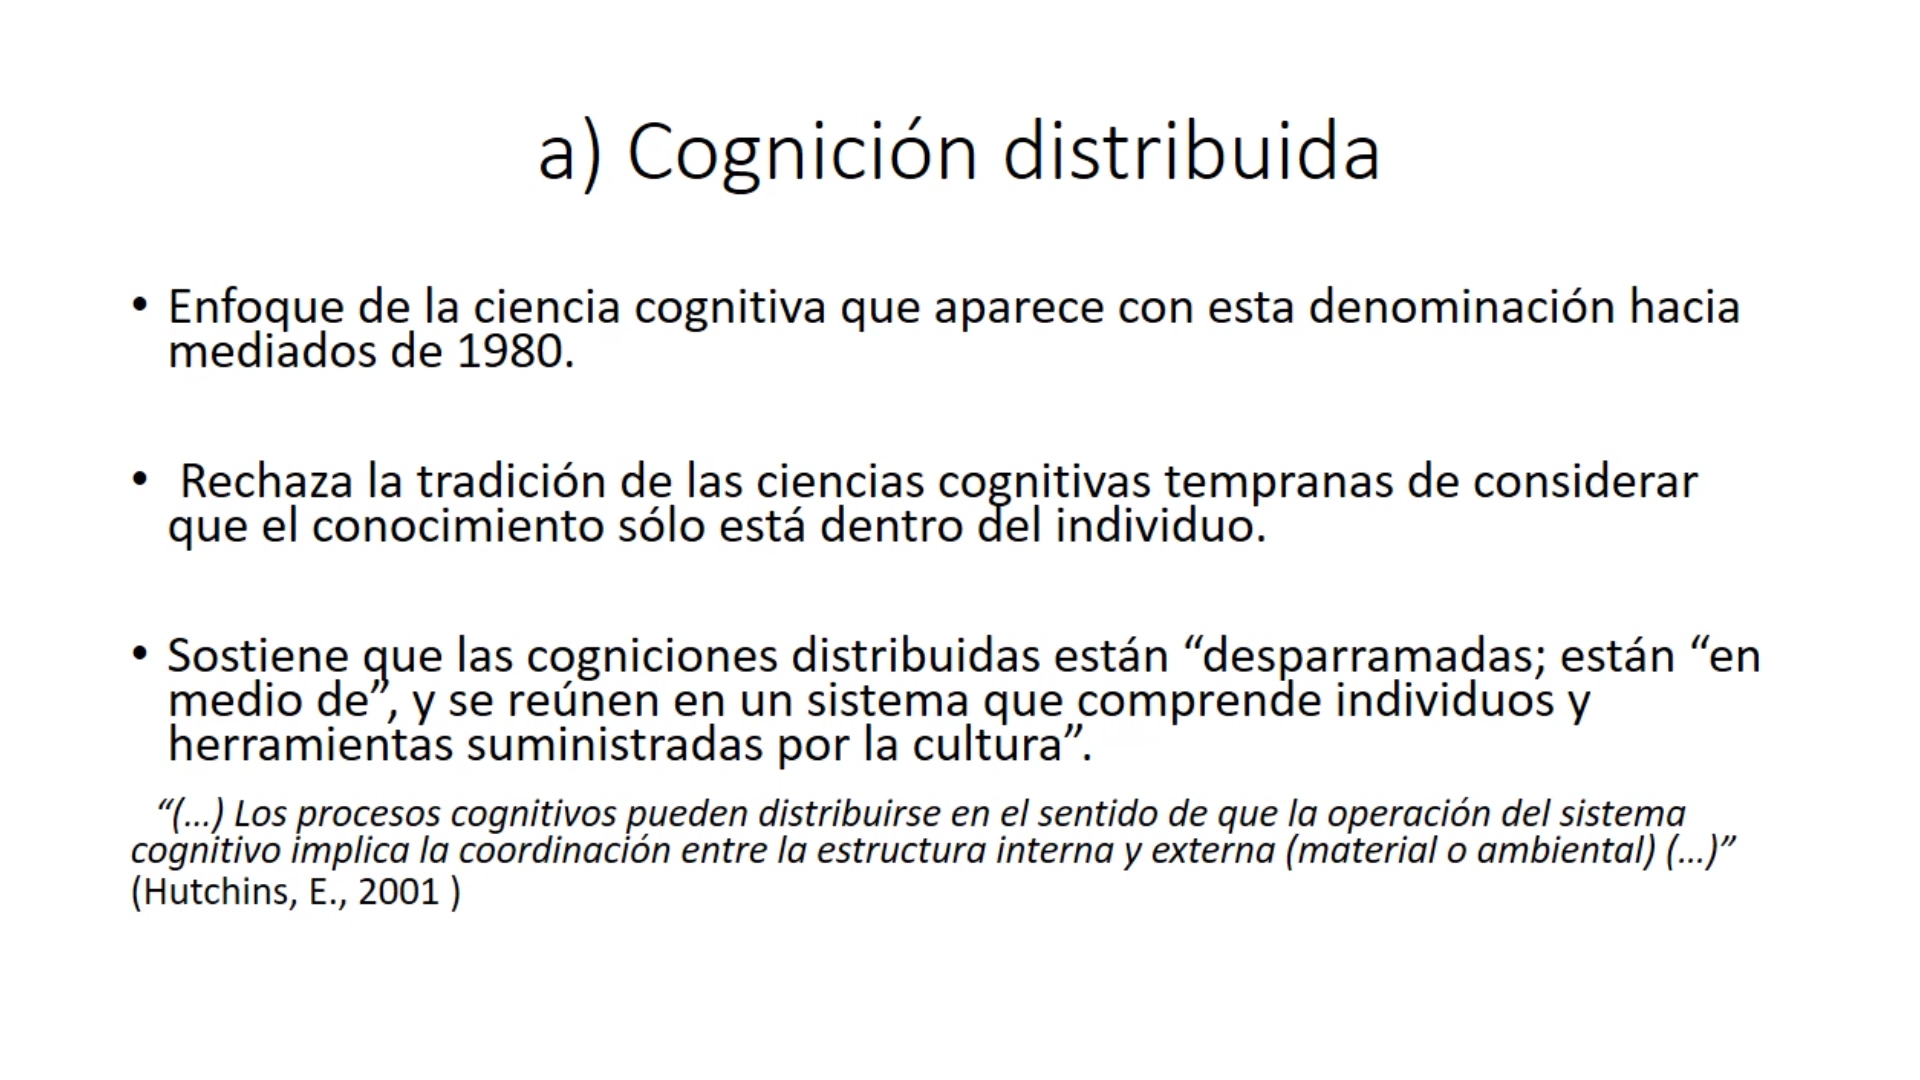 a) Cognición distribuida
• Enfoque de la ciencia cognitiva que aparece con esta denominación hacia
mediados de 1980.
• Rechaza la tradición de las ciencias cognitivas tempranas de considerar
que el conocimiento sólo está dentro del individuo.
• Sostiene que las cogniciones distribuidas están “desparramadas; están “en
medio de”, y se reúnen en un sistema que comprende individuos y
herramientas suministradas por la cultura”.
“(...) Los procesos cognitivos pueden distribuirse en el sentido de que la operación del sistema
cognitivo implica la coordinación entre la estructura interna y externa (material o ambiental) (...)”
(Hutchins, E., 2001 )